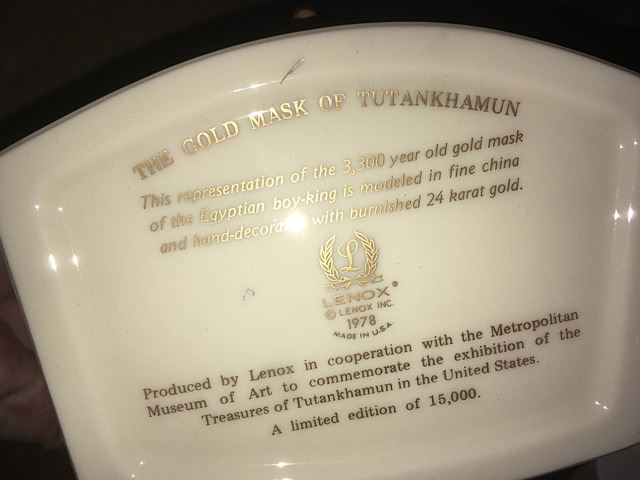 THE GOLD MASK OF TUTANKHAMUN
This representation of the 3,300 year old gold mask
of the Egyptian boy-king is modeled in fine china
and hand-decorated with burnished 24 karat gold.
L
LENOX®
© LENOX INC.
1978
MADE IN U.S.A.
Produced by Lenox in cooperation with the Metropolitan
Museum of Art to commemorate the exhibition of the
Treasures of Tutankhamun in the United States.
A limited edition of 15,000.